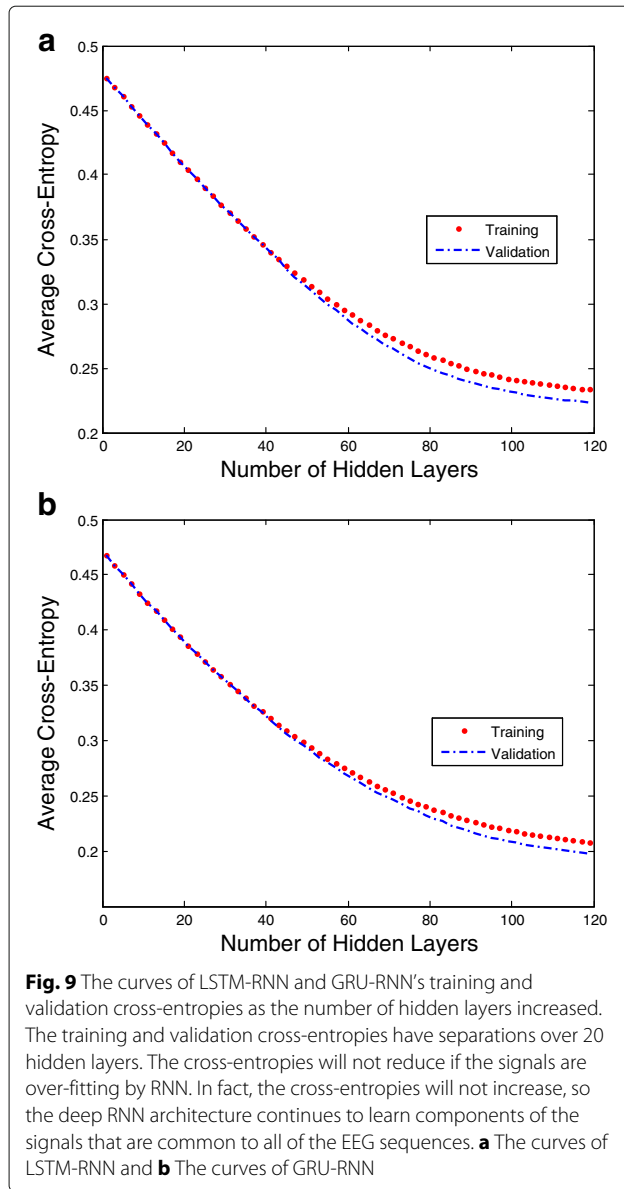 a
0.5
0.45
0.4
0.35
0.3
0.25
0.2
Average Cross-Entropy
Training
Validation
0 20 40 60 80 100 120
Number of Hidden Layers
b
0.5
0.45
0.4
0.35
0.3
0.25
0.2
Average Cross-Entropy
Training
Validation
0 20 40 60 80 100 120
Number of Hidden Layers
Fig. 9 The curves of LSTM-RNN and GRU-RNN's training and
validation cross-entropies as the number of hidden layers increased.
The training and validation cross-entropies have separations over 20
hidden layers. The cross-entropies will not reduce if the signals are
over-fitting by RNN. In fact, the cross-entropies will not increase, so
the deep RNN architecture continues to learn components of the
signals that are common to all of the EEG sequences. a The curves of
LSTM-RNN and b The curves of GRU-RNN